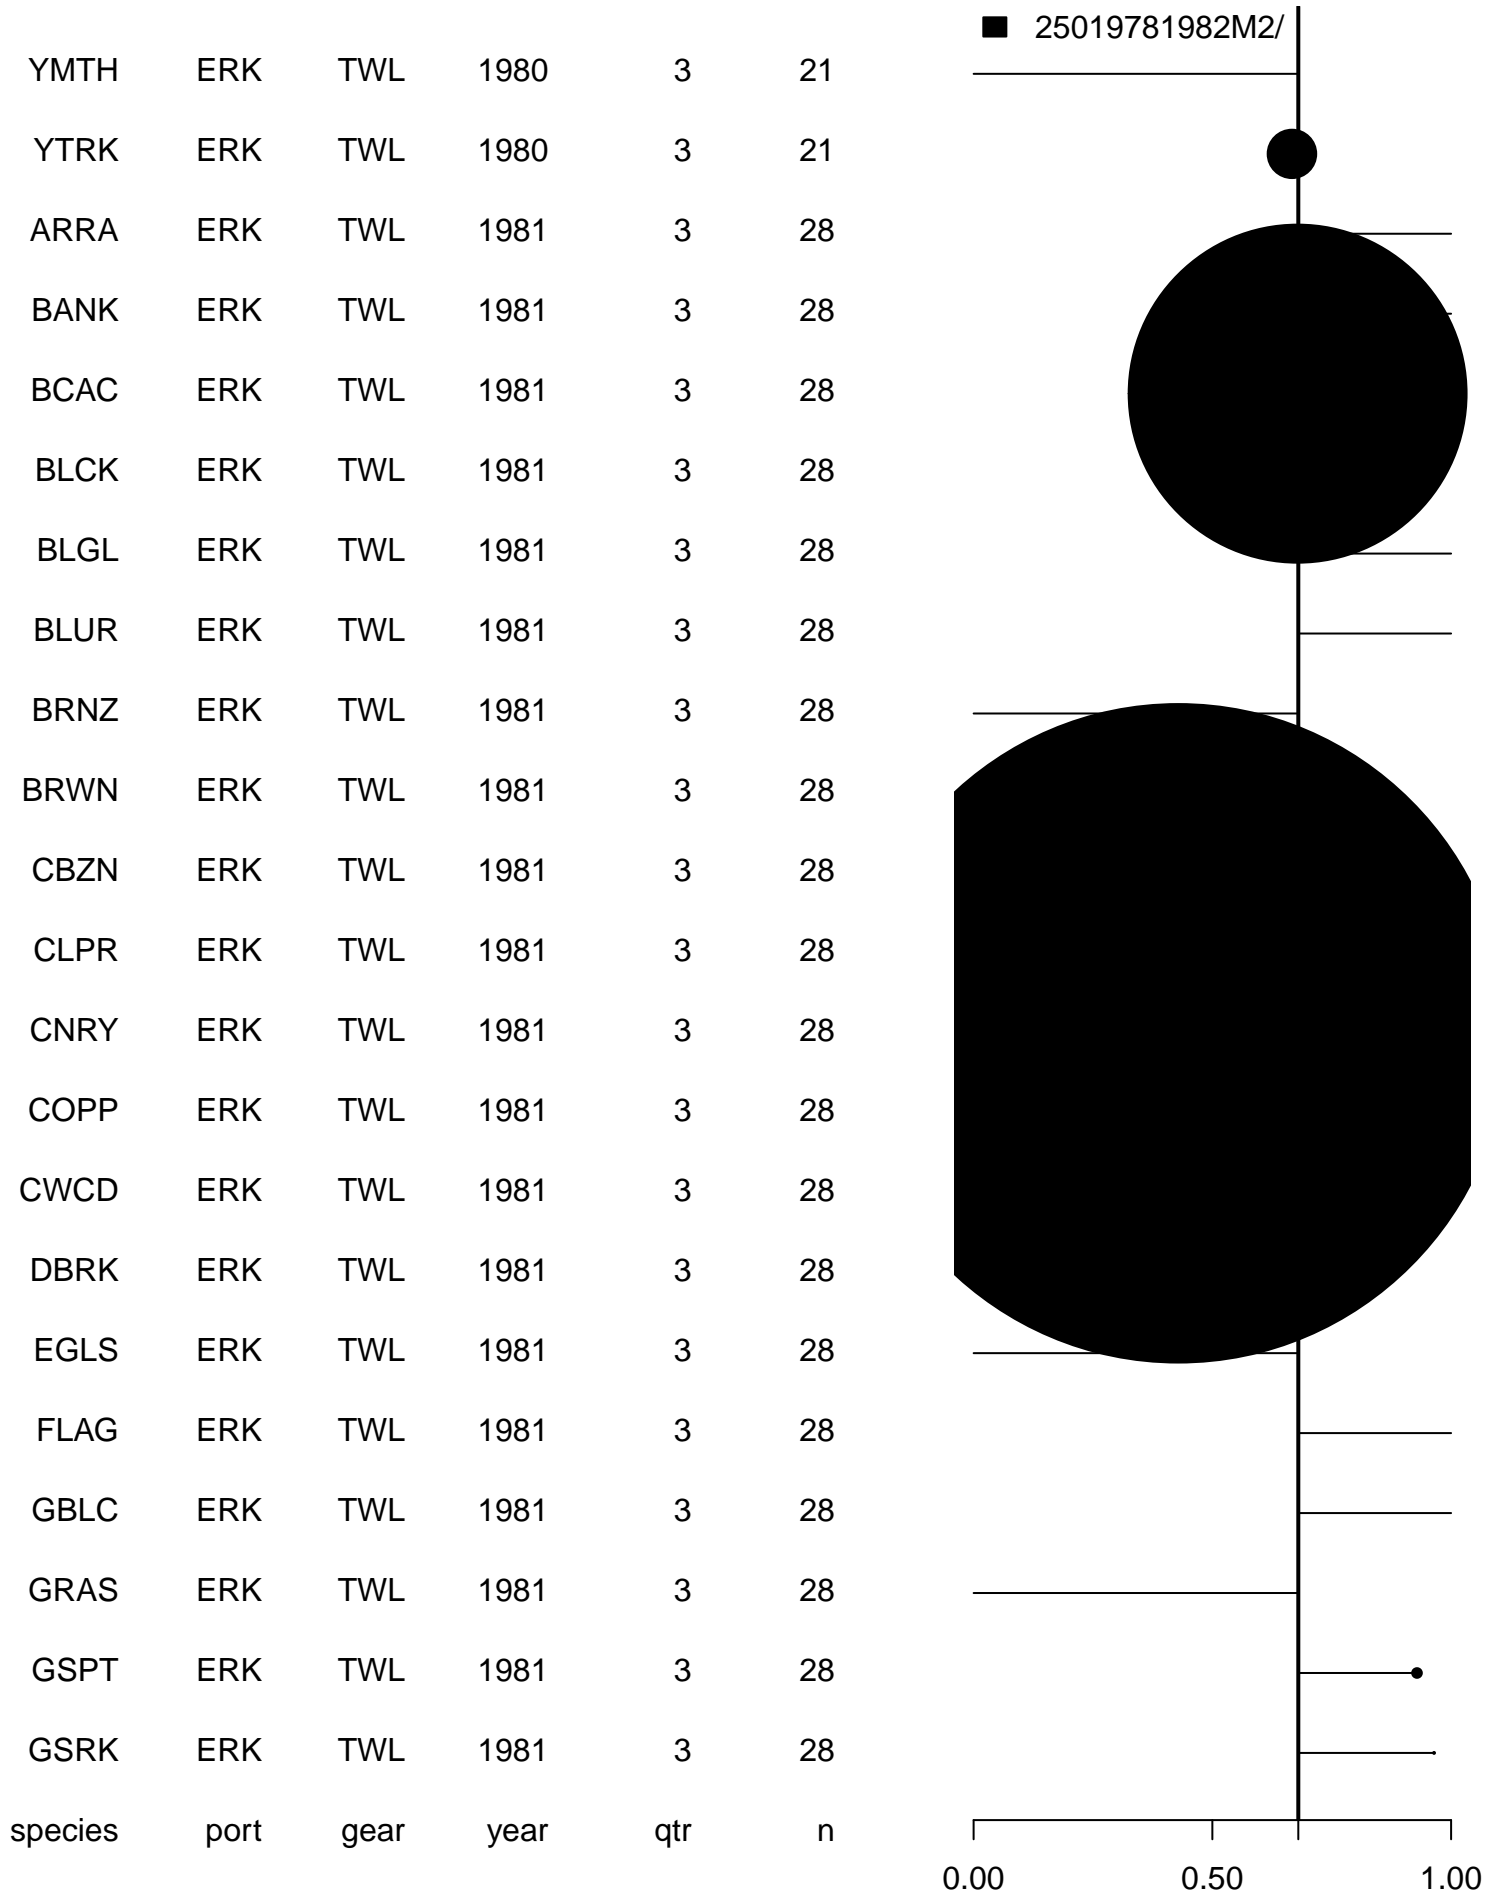 25019781982M2/
YMTH ERK TWL 1980 3 21
YTRK ERK TWL 1980 3 21
ARRA ERK TWL 1981 3 28
BANK ERK TWL 1981 3 28
BCAC ERK TWL 1981 3 28
BLCK ERK TWL 1981 3 28
BLGL ERK TWL 1981 3 28
BLUR ERK TWL 1981 3 28
BRNZ ERK TWL 1981 3 28
BRWN ERK TWL 1981 3 28
CBZN ERK TWL 1981 3 28
CLPR ERK TWL 1981 3 28
CNRY ERK TWL 1981 3 28
COPP ERK TWL 1981 3 28
CWCD ERK TWL 1981 3 28
DBRK ERK TWL 1981 3 28
EGLS ERK TWL 1981 3 28
FLAG ERK TWL 1981 3 28
GBLC ERK TWL 1981 3 28
GRAS ERK TWL 1981 3 28
GSPT ERK TWL 1981 3 28
GSRK ERK TWL 1981 3 28
species port gear year qtr n
0.00 0.50 1.00